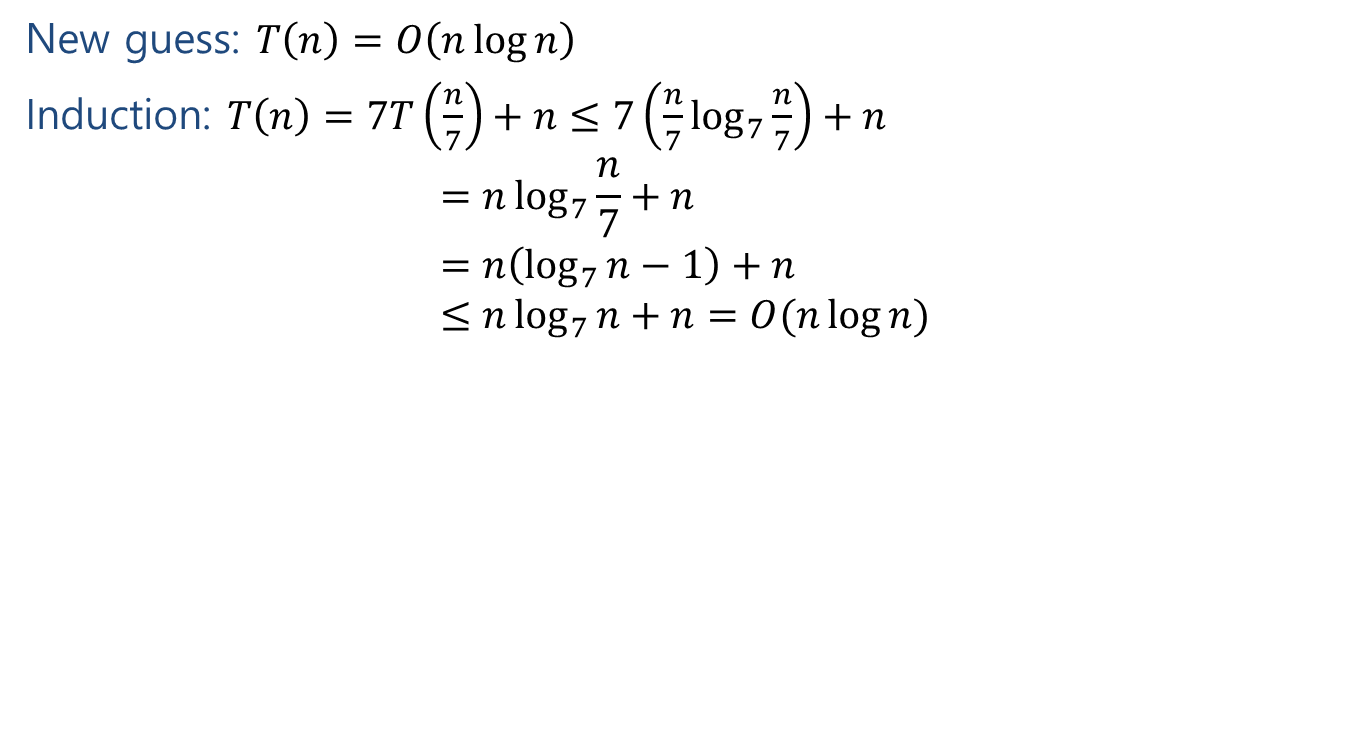 New guess: T(n) = O(n log n)
Induction: T(n) = 7T(n/7) + n ≤ 7(n/7 log₇ n/7) + n
= n log₇ n/7 + n
= n(log₇ n − 1) + n
≤ n log₇ n + n = O(n log n)